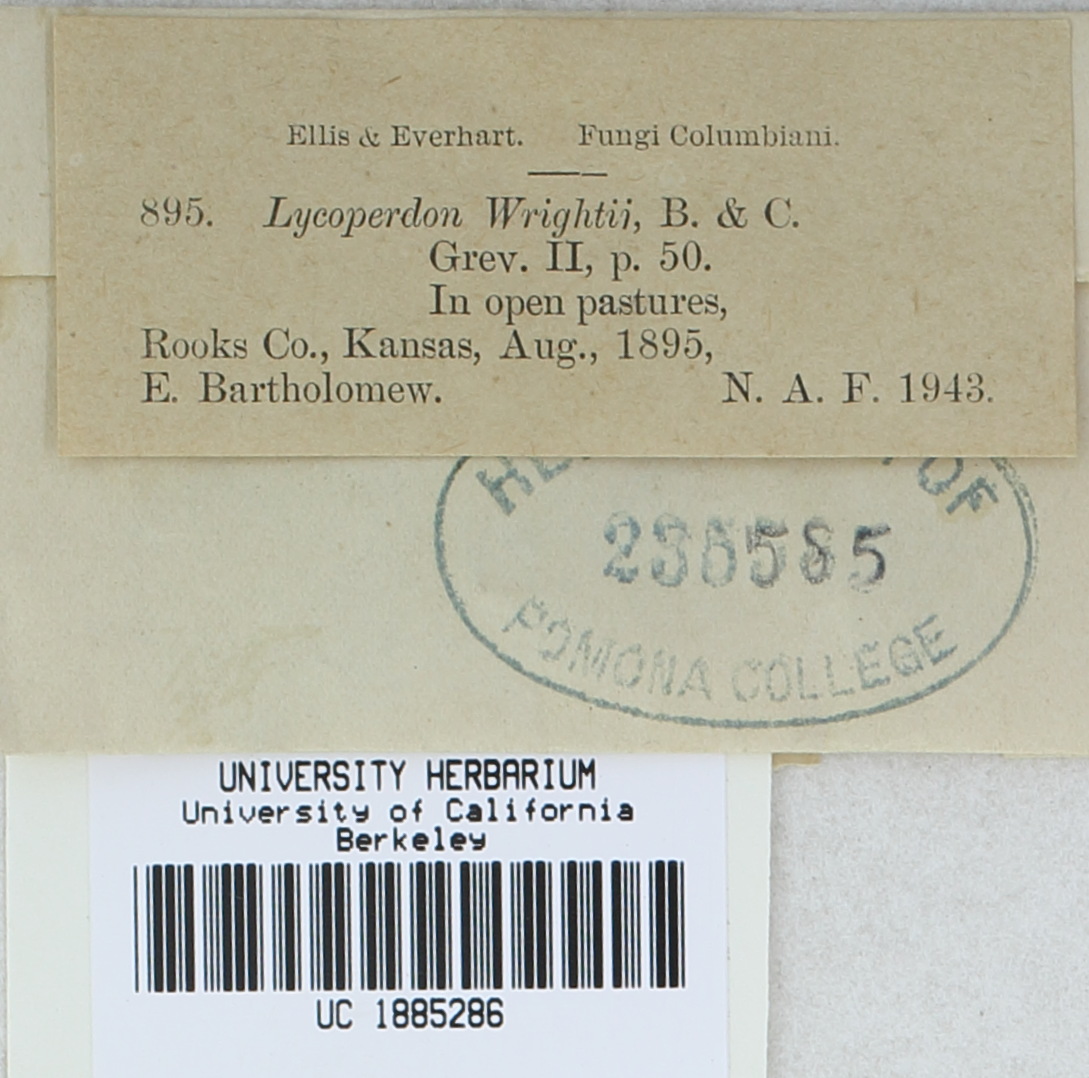 Ellis & Everhart. Fungi Columbiani.
895. Lycoperdon Wrightii, B. & C.
Grev. II, p. 50.
In open pastures,
Rooks Co., Kansas, Aug., 1895,
E. Bartholomew. N. A. F. 1943.
OF
POMONA COLLEGE
UNIVERSITY HERBARIUM
University of California
Berkeley
UC 1885286